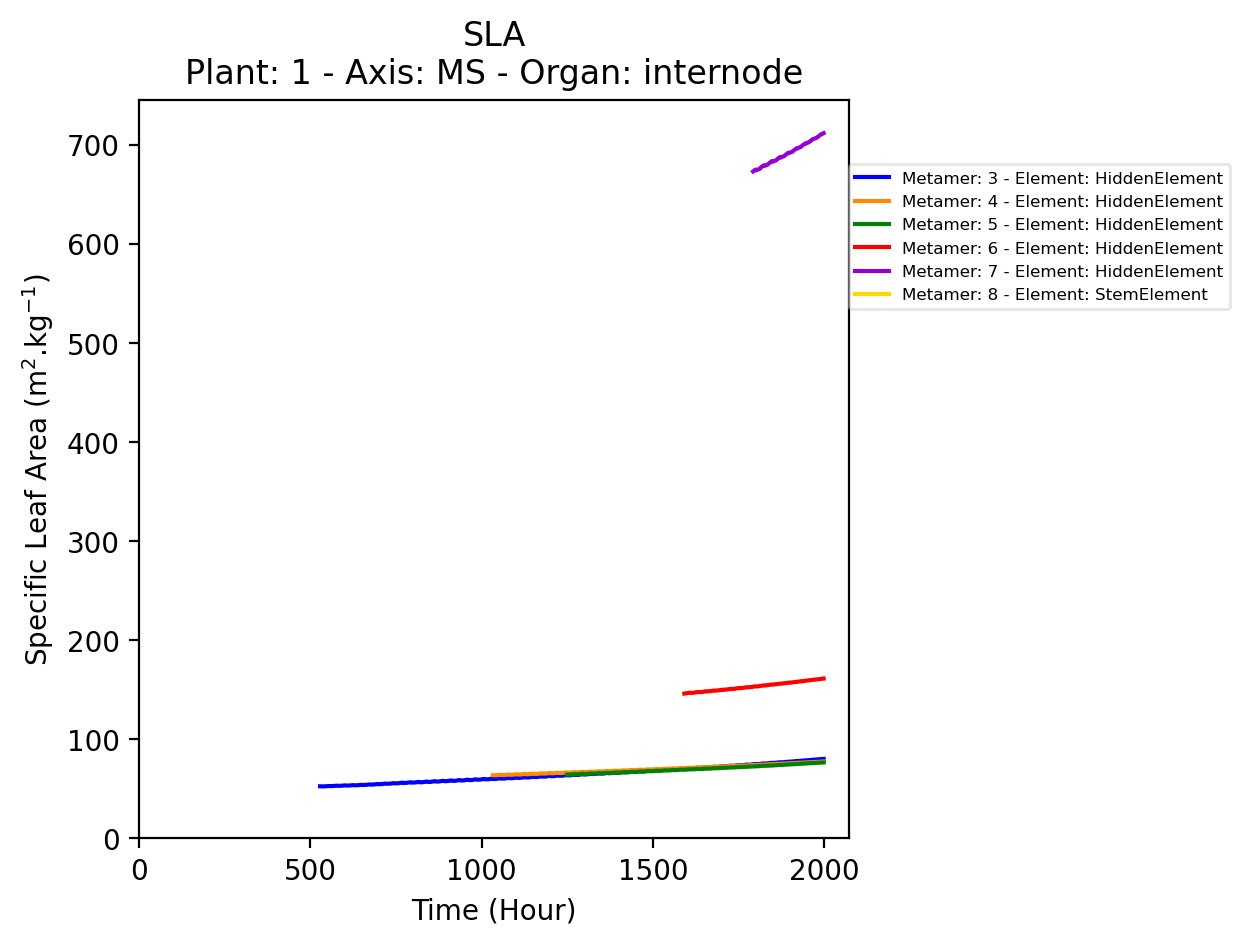 SLA
Plant: 1 - Axis: MS - Organ: internode
700
600
500
400
300
200
100
0
Specific Leaf Area (m².kg⁻¹)
0 500 1000 1500 2000
Time (Hour)
Metamer: 3 - Element: HiddenElement
Metamer: 4 - Element: HiddenElement
Metamer: 5 - Element: HiddenElement
Metamer: 6 - Element: HiddenElement
Metamer: 7 - Element: HiddenElement
Metamer: 8 - Element: StemElement